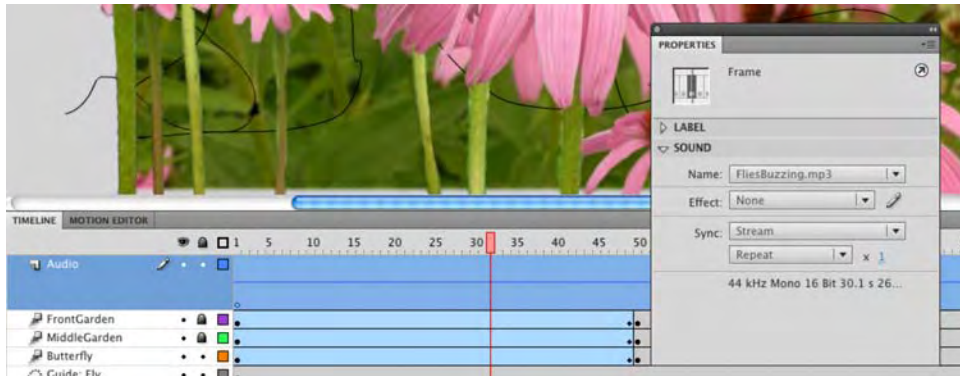 PROPERTIES
Frame
LABEL
SOUND
Name: FliesBuzzing.mp3
Effect: None
Sync: Stream
Repeat x 1
44 kHz Mono 16 Bit 30.1 s 26...
TIMELINE MOTION EDITOR
1 5 10 15 20 25 30 35 40 45 50
Audio
FrontGarden
MiddleGarden
Butterfly
Guide: Fly